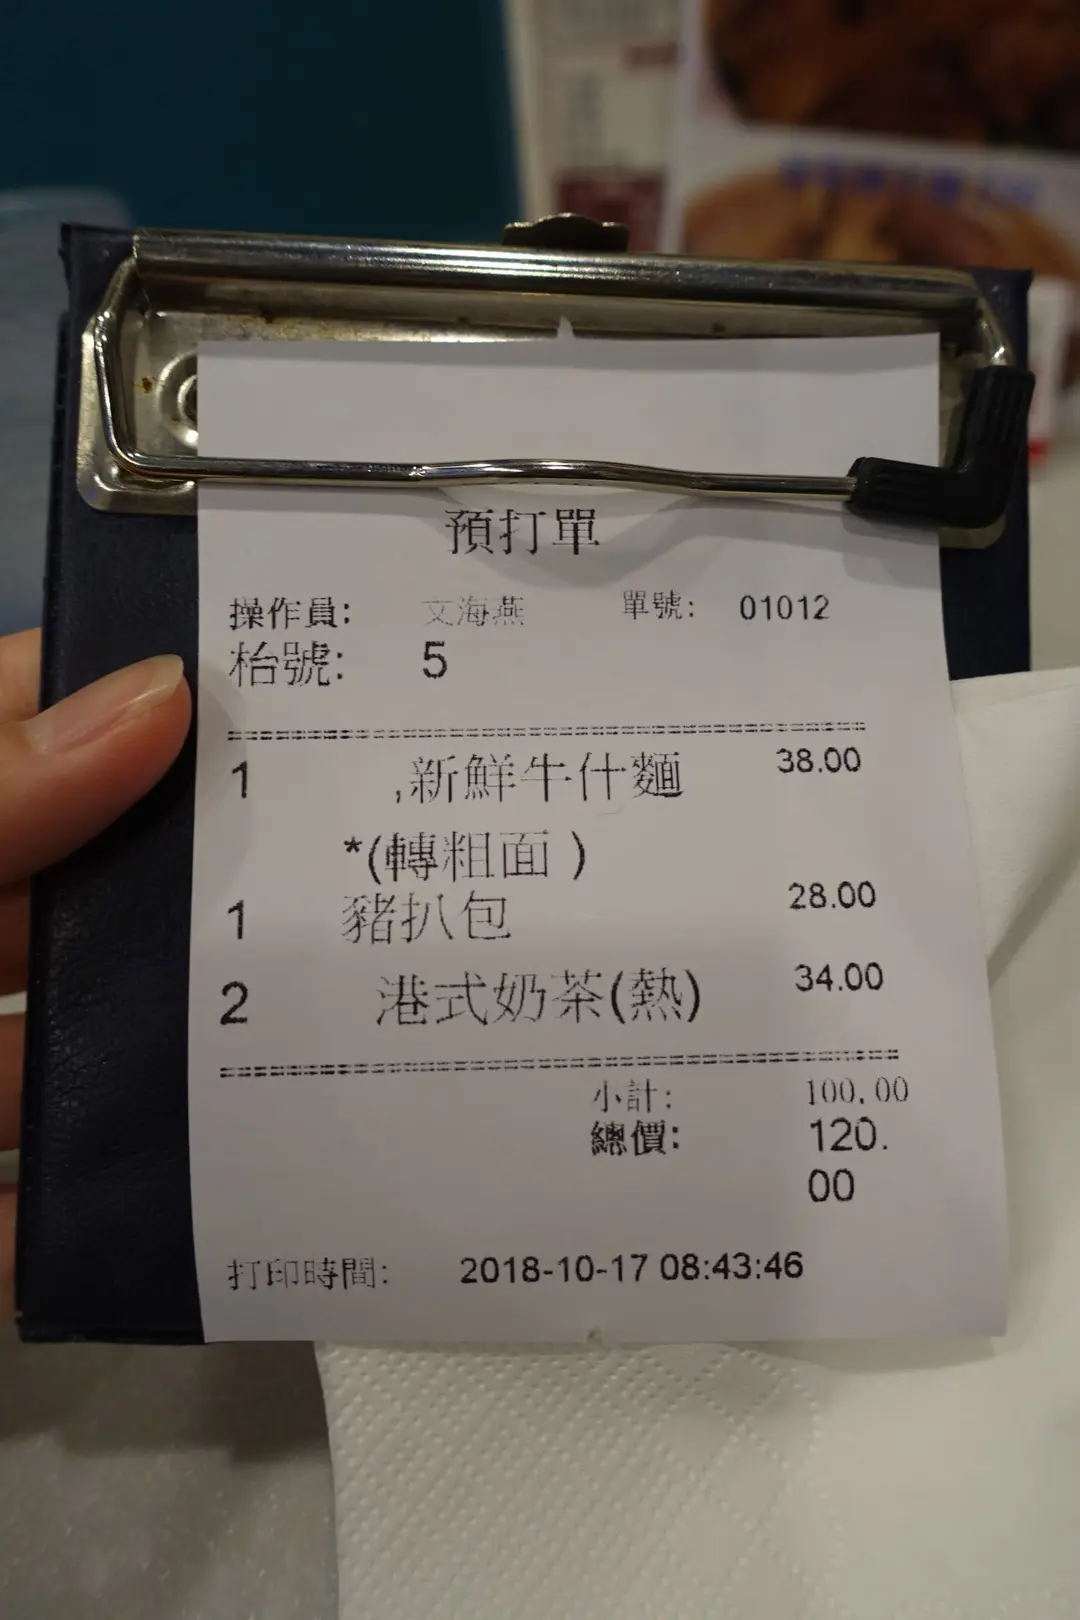 預打單
操作員: 文海燕 單號: 01012
枱號: 5
1 ,新鮮牛什麵 38.00
*(轉粗面 )
1 豬扒包 28.00
2 港式奶茶(熱) 34.00
小計: 100.00
總價: 120.
00
打印時間: 2018-10-17 08:43:46